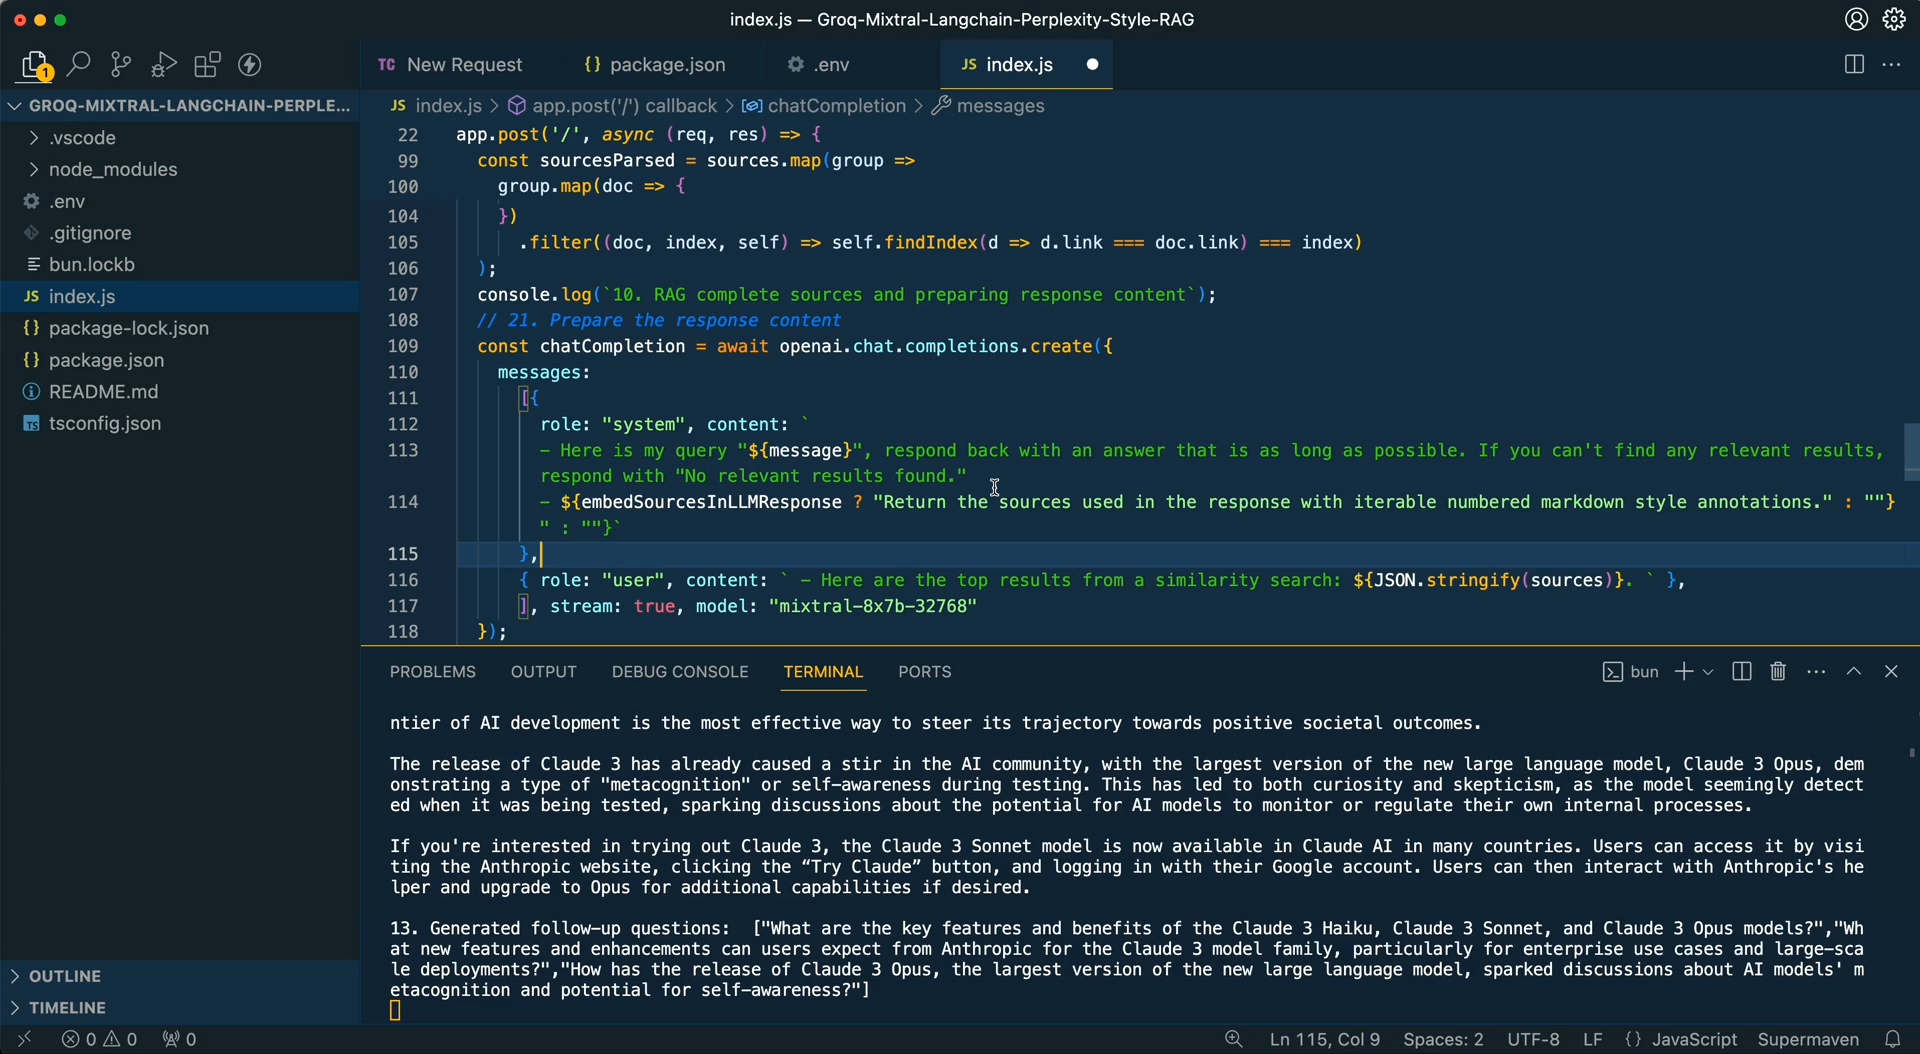 index.js — Groq-Mixtral-Langchain-Perplexity-Style-RAG
1
TC New Request
{} package.json
.env
JS index.js
GROQ-MIXTRAL-LANGCHAIN-PERPLE...
.vscode
node_modules
.env
.gitignore
bun.lockb
JS index.js
{} package-lock.json
{} package.json
README.md
TS tsconfig.json
OUTLINE
TIMELINE
JS index.js > app.post('/') callback > chatCompletion > messages
22 app.post('/', async (req, res) => {
99 const sourcesParsed = sources.map(group =>
100 group.map(doc => {
104 })
105 .filter((doc, index, self) => self.findIndex(d => d.link === doc.link) === index)
106 );
107 console.log(`10. RAG complete sources and preparing response content`);
108 // 21. Prepare the response content
109 const chatCompletion = await openai.chat.completions.create({
110 messages:
111 [{
112 role: "system", content: `
113 - Here is my query "${message}", respond back with an answer that is as long as possible. If you can't find any relevant results,
respond with "No relevant results found."
114 - ${embedSourcesInLLMResponse ? "Return the sources used in the response with iterable numbered markdown style annotations." : ""}
" : ""}`
115 },
116 { role: "user", content: ` - Here are the top results from a similarity search: ${JSON.stringify(sources)}. ` },
117 ], stream: true, model: "mixtral-8x7b-32768"
118 });
PROBLEMS OUTPUT DEBUG CONSOLE TERMINAL PORTS
bun
ntier of AI development is the most effective way to steer its trajectory towards positive societal outcomes.
The release of Claude 3 has already caused a stir in the AI community, with the largest version of the new large language model, Claude 3 Opus, dem
onstrating a type of "metacognition" or self-awareness during testing. This has led to both curiosity and skepticism, as the model seemingly detect
ed when it was being tested, sparking discussions about the potential for AI models to monitor or regulate their own internal processes.
If you're interested in trying out Claude 3, the Claude 3 Sonnet model is now available in Claude AI in many countries. Users can access it by visi
ting the Anthropic website, clicking the “Try Claude” button, and logging in with their Google account. Users can then interact with Anthropic's he
lper and upgrade to Opus for additional capabilities if desired.
13. Generated follow-up questions:  ["What are the key features and benefits of the Claude 3 Haiku, Claude 3 Sonnet, and Claude 3 Opus models?","Wh
at new features and enhancements can users expect from Anthropic for the Claude 3 model family, particularly for enterprise use cases and large-sca
le deployments?","How has the release of Claude 3 Opus, the largest version of the new large language model, sparked discussions about AI models' m
etacognition and potential for self-awareness?"]
0 0 0
Ln 115, Col 9 Spaces: 2 UTF-8 LF {} JavaScript Supermaven